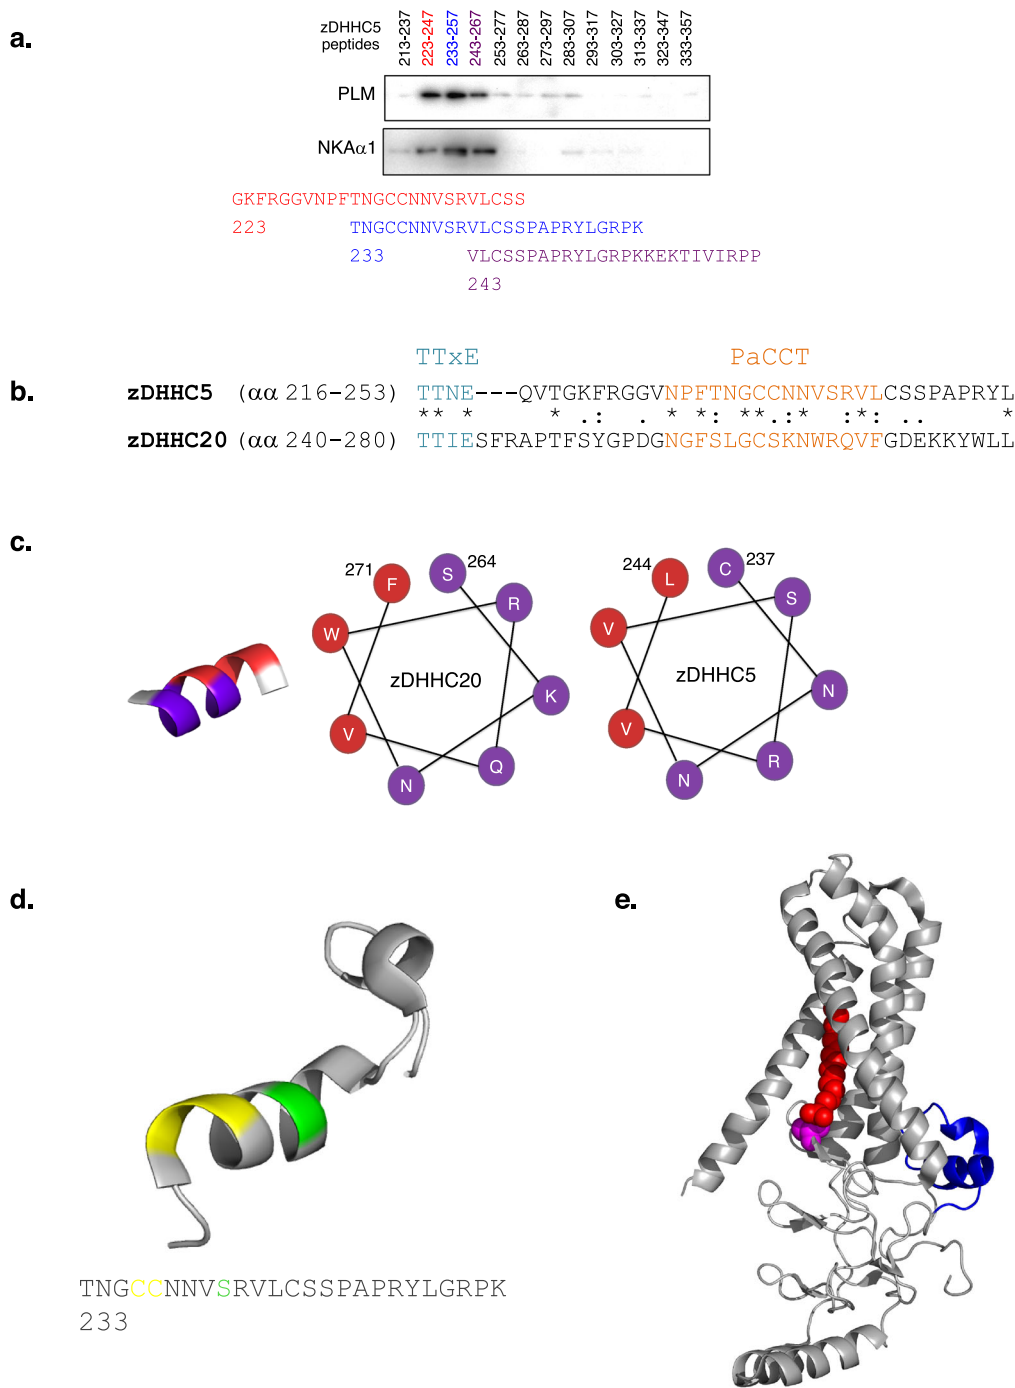 a.
zDHHC5 peptides
213-237
223-247
233-257
243-267
253-277
263-287
273-297
283-307
293-317
303-327
313-337
323-347
333-357
PLM
NKAα1
GKFRGGVNPFTNGCCNNVSRVLCSS
223 TNGCCNNVSRVLCSSPAPRYLGRPK
233 VLCSSPAPRYLGRPKKEKTIVIRPP
243
TTxE PaCCT
b. zDHHC5 (αα 216-253) TTNE---QVTGKFRGGVNPFTNGCCNNVSRVLCSSPAPRYL
** * * .: . * ** .:* :*: .. *
zDHHC20 (αα 240-280) TTIESFRAPTFSYGPDGNGFSLGCSKNWRQVFGDEKKYWLL
c.
271 F S 264
W R
zDHHC20
K
V
N Q
244 L C 237
V S
zDHHC5
N
V
N R
d.
TNGCCNNVSRVLCSSPAPRYLGRPK
233
e.